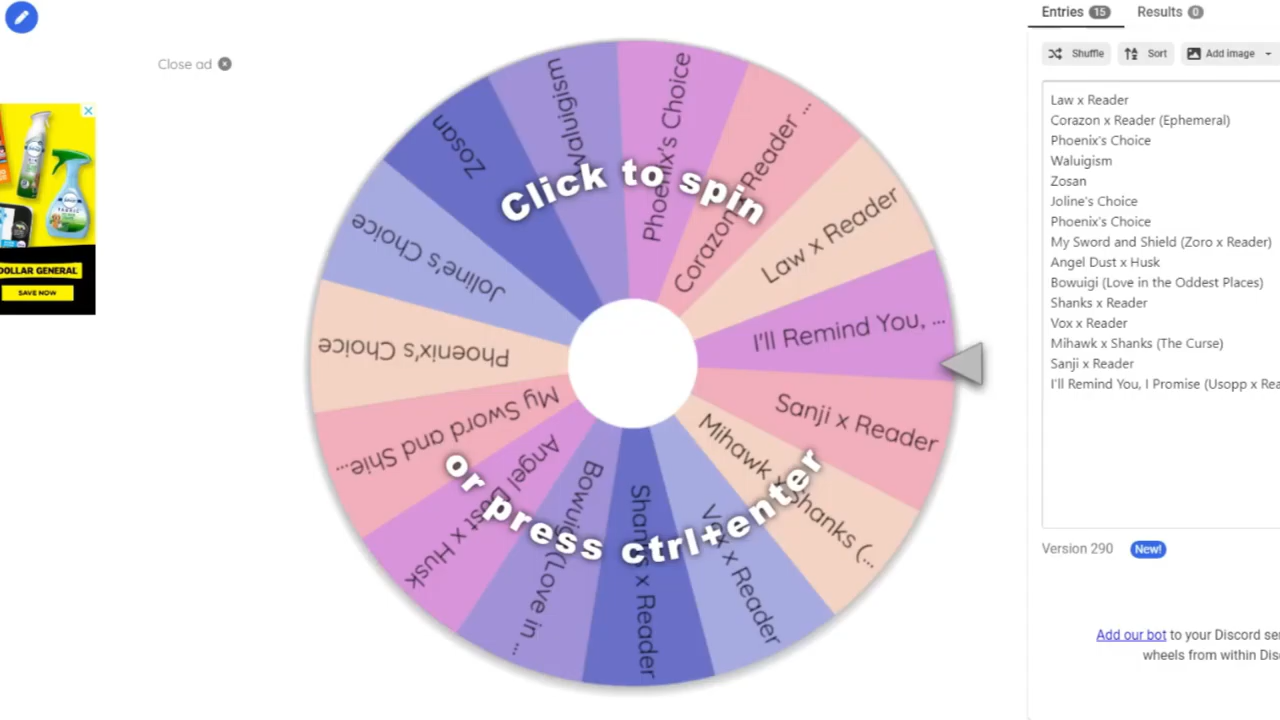 Entries 15 Results 0
Close ad
Shuffle Sort Add image
DOLLAR GENERAL
SAVE NOW
Click to spin
or press ctrl+enter
Phoenix's Choice
Corazon x Reader ...
Law x Reader
I'll Remind You, ...
Sanji x Reader
Mihawk x Shanks (...
Vox x Reader
Shanks x Reader
Bowuigi (Love in ...
Angel Dust x Husk
My Sword and Shie...
Phoenix's Choice
Joline's Choice
Zosan
Waluigism
Law x Reader
Corazon x Reader (Ephemeral)
Phoenix's Choice
Waluigism
Zosan
Joline's Choice
Phoenix's Choice
My Sword and Shield (Zoro x Reader)
Angel Dust x Husk
Bowuigi (Love in the Oddest Places)
Shanks x Reader
Vox x Reader
Mihawk x Shanks (The Curse)
Sanji x Reader
I'll Remind You, I Promise (Usopp x Rea
Version 290 New!
Add our bot to your Discord ser
wheels from within Disc